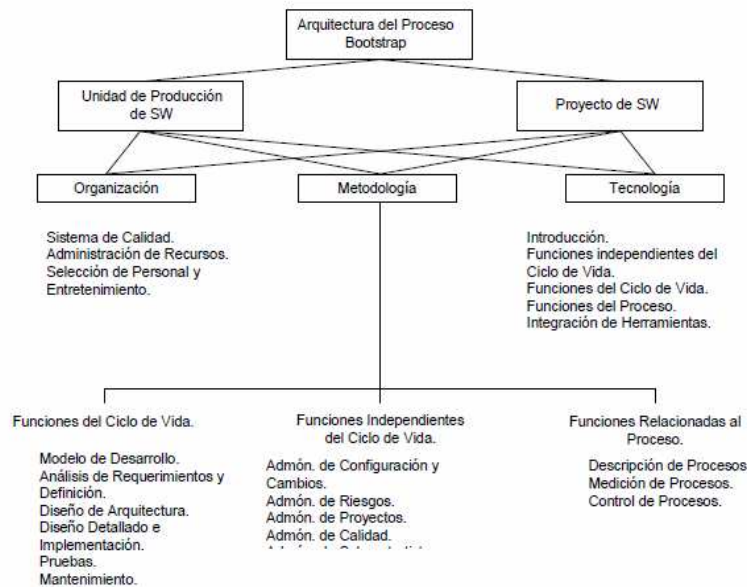 Arquitectura del Proceso
Bootstrap
Unidad de Producción
de SW
Proyecto de SW
Organización
Metodología
Tecnología
Sistema de Calidad.
Administración de Recursos.
Selección de Personal y
Entretenimiento.
Introducción.
Funciones independientes del
Ciclo de Vida.
Funciones del Ciclo de Vida.
Funciones del Proceso.
Integración de Herramientas.
Funciones del Ciclo de Vida.
Modelo de Desarrollo.
Análisis de Requerimientos y
Definición.
Diseño de Arquitectura.
Diseño Detallado e
Implementación.
Pruebas.
Mantenimiento.
Funciones Independientes
del Ciclo de Vida.
Admón. de Configuración y
Cambios.
Admón. de Riesgos.
Admón. de Proyectos.
Admón. de Calidad.
Funciones Relacionadas al
Proceso.
Descripción de Procesos
Medición de Procesos.
Control de Procesos.